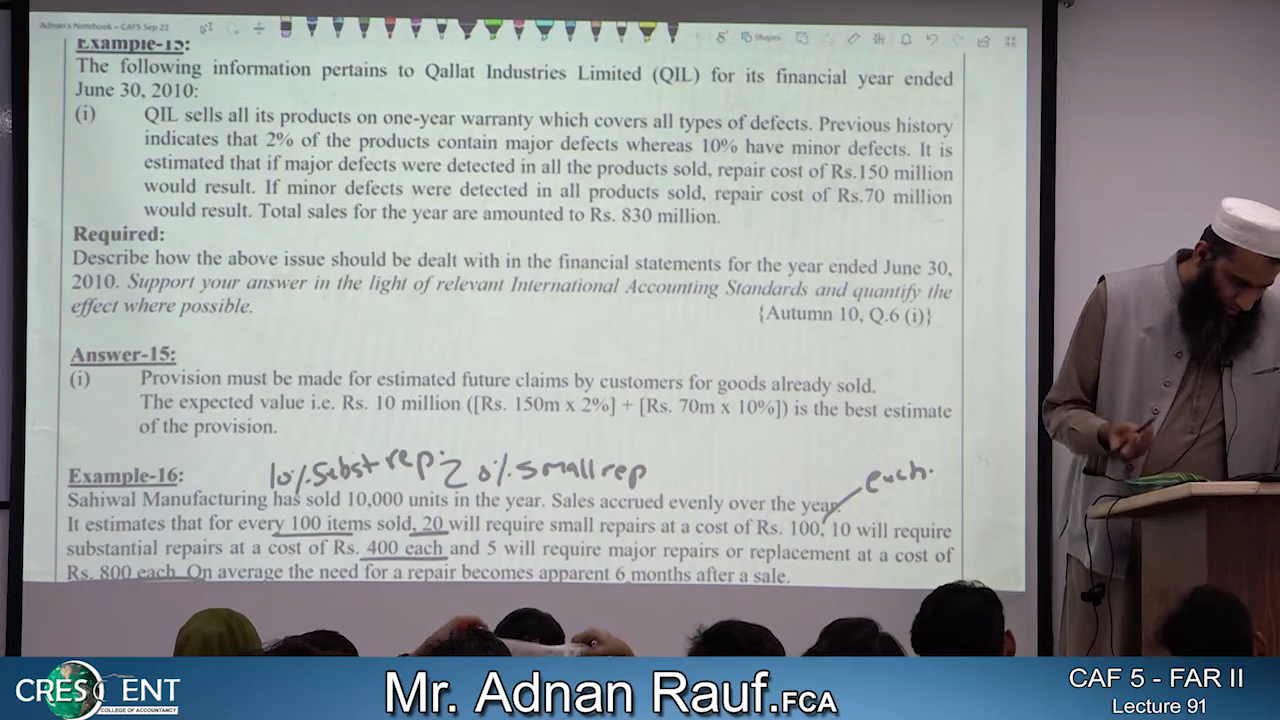 Adnan's Notebook » CAF5 Sep 22
Shapes
Example-15:
The following information pertains to Qallat Industries Limited (QIL) for its financial year ended
June 30, 2010:
(i) QIL sells all its products on one-year warranty which covers all types of defects. Previous history
indicates that 2% of the products contain major defects whereas 10% have minor defects. It is
estimated that if major defects were detected in all the products sold, repair cost of Rs.150 million
would result. If minor defects were detected in all products sold, repair cost of Rs.70 million
would result. Total sales for the year are amounted to Rs. 830 million.
Required:
Describe how the above issue should be dealt with in the financial statements for the year ended June 30,
2010. Support your answer in the light of relevant International Accounting Standards and quantify the
effect where possible. {Autumn 10, Q.6 (i)}
Answer-15:
(i) Provision must be made for estimated future claims by customers for goods already sold.
The expected value i.e. Rs. 10 million ([Rs. 150m x 2%] + [Rs. 70m x 10%]) is the best estimate
of the provision.
10% Subst rep 20% small rep
each.
Example-16:
Sahiwal Manufacturing has sold 10,000 units in the year. Sales accrued evenly over the year.
It estimates that for every 100 items sold, 20 will require small repairs at a cost of Rs. 100, 10 will require
substantial repairs at a cost of Rs. 400 each and 5 will require major repairs or replacement at a cost of
Rs. 800 each. On average the need for a repair becomes apparent 6 months after a sale.
CRESCENT
COLLEGE OF ACCOUNTANCY
Mr. Adnan Rauf.FCA
CAF 5 - FAR II
Lecture 91